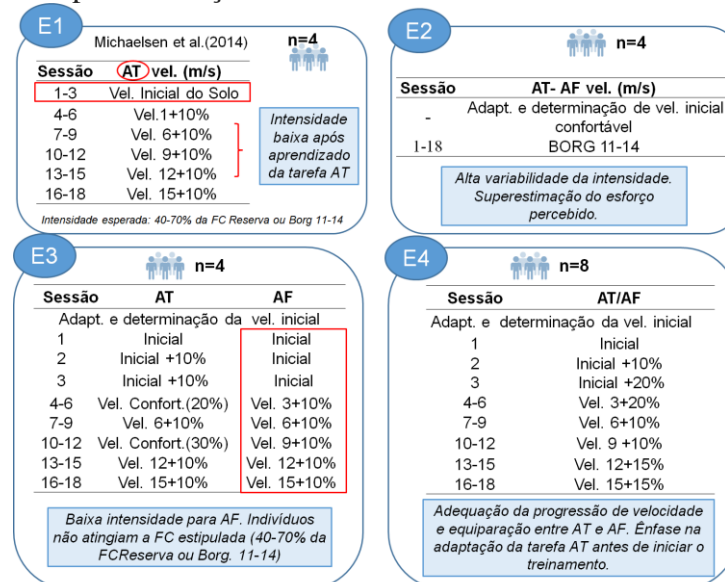 E1
Michaelsen et al.(2014)
n=4
Sessão AT vel. (m/s)
1-3 Vel. Inicial do Solo
4-6 Vel.1+10%
7-9 Vel. 6+10%
10-12 Vel. 9+10%
13-15 Vel. 12+10%
16-18 Vel. 15+10%
Intensidade
baixa após
aprendizado
da tarefa AT
Intensidade esperada: 40-70% da FC Reserva ou Borg 11-14
E2
n=4
Sessão AT- AF vel. (m/s)
- Adapt. e determinação de vel. inicial
confortável
1-18 BORG 11-14
Alta variabilidade da intensidade.
Superestimação do esforço
percebido.
E3
n=4
Sessão AT AF
Adapt. e determinação da vel. inicial
1 Inicial Inicial
2 Inicial +10% Inicial
3 Inicial +10% Inicial
4-6 Vel. Confort.(20%) Vel. 3+10%
7-9 Vel. 6+10% Vel. 6+10%
10-12 Vel. Confort.(30%) Vel. 9+10%
13-15 Vel. 12+10% Vel. 12+10%
16-18 Vel. 15+10% Vel. 15+10%
Baixa intensidade para AF. Indivíduos
não atingiam a FC estipulada (40-70% da
FCReserva ou Borg. 11-14)
E4
n=8
Sessão AT/AF
Adapt. e determinação da vel. inicial
1 Inicial
2 Inicial +10%
3 Inicial +20%
4-6 Vel. 3+20%
7-9 Vel. 6+10%
10-12 Vel. 9 +10%
13-15 Vel. 12+15%
16-18 Vel. 15+15%
Adequação da progressão de velocidade
e equiparação entre AT e AF. Ênfase na
adaptação da tarefa AT antes de iniciar o
treinamento.